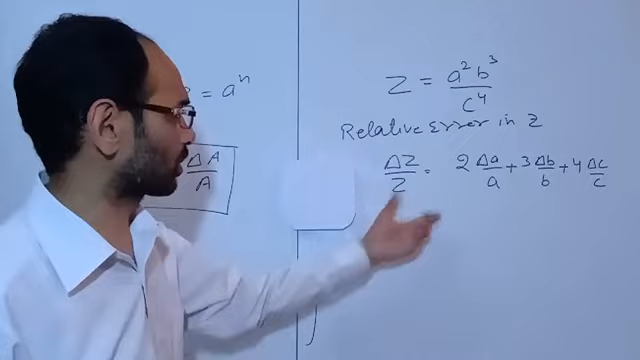 = aⁿ
ΔA/A
Z = a²b³/c⁴
Relative Error in Z
ΔZ/Z = 2 Δa/a + 3 Δb/b + 4 Δc/c